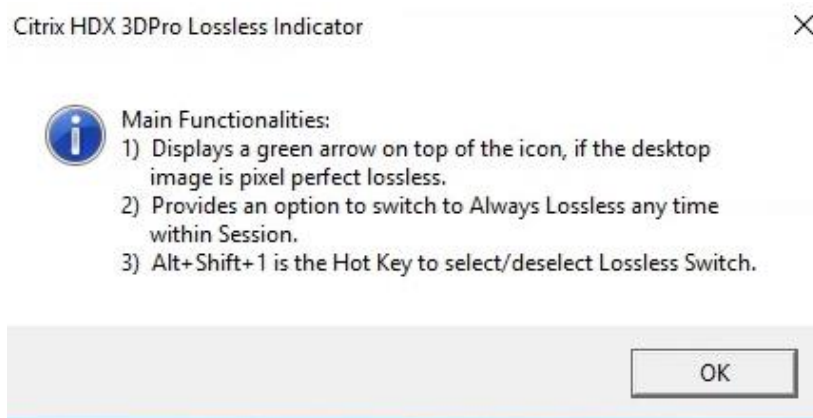 Citrix HDX 3DPro Lossless Indicator
Main Functionalities:
1) Displays a green arrow on top of the icon, if the desktop
image is pixel perfect lossless.
2) Provides an option to switch to Always Lossless any time
within Session.
3) Alt+Shift+1 is the Hot Key to select/deselect Lossless Switch.
OK